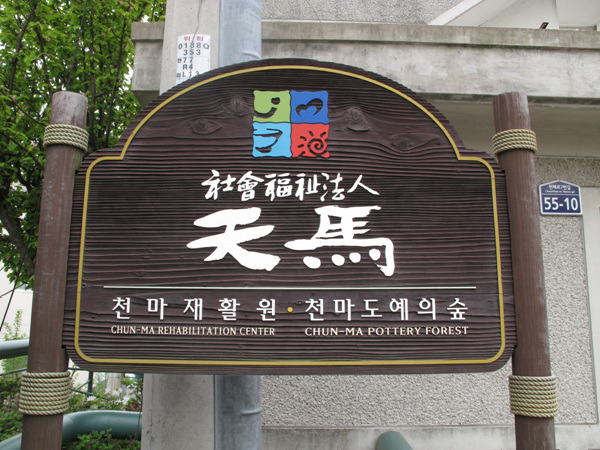 社會福祉法人
天馬
천마재활원 · 천마도예의숲
CHUN-MA REHABILITATION CENTER CHUN-MA POTTERY FOREST
55-10